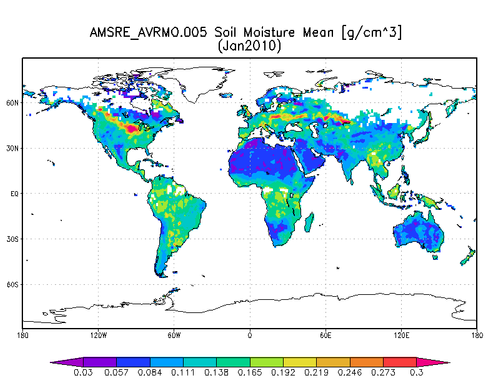 AMSRE_AVRMO.005 Soil Moisture Mean [g/cm^3]
(Jan2010)
60N
30N
EQ
30S
60S
180 120W 60W 0 60E 120E 180
0.03 0.057 0.084 0.111 0.138 0.165 0.192 0.219 0.246 0.273 0.3